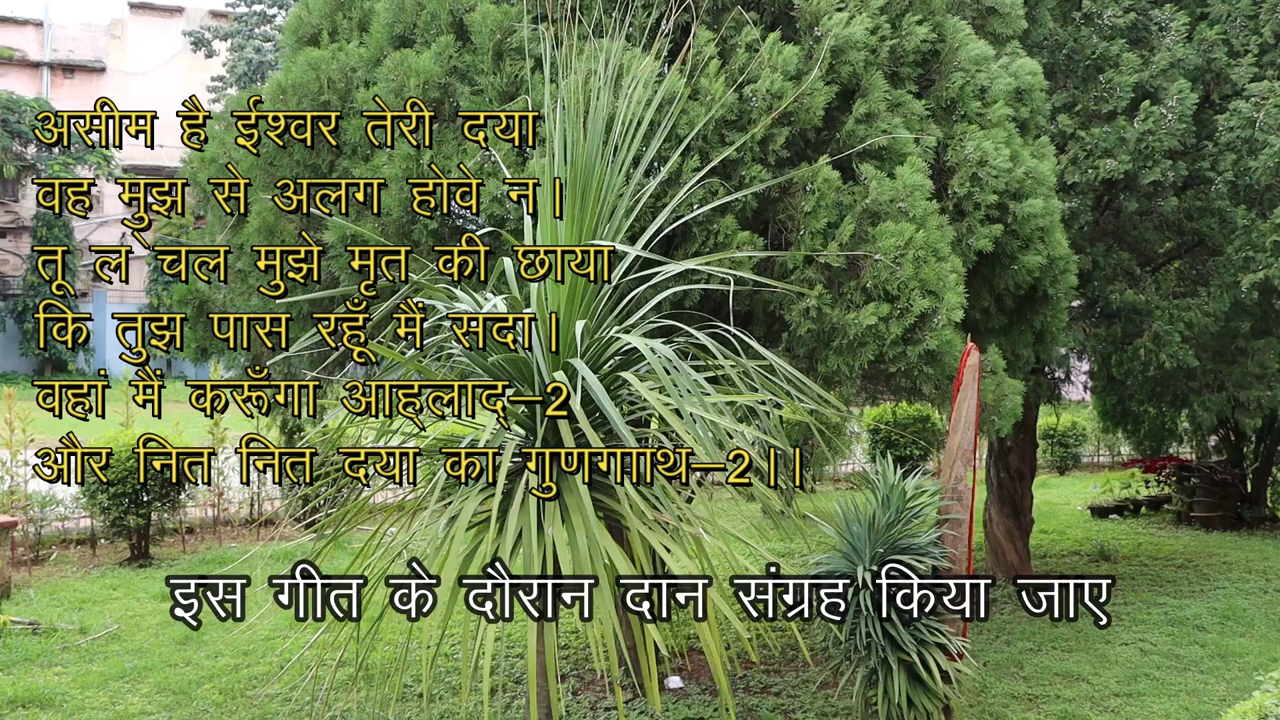 असीम है ईश्वर तेरी दया
वह मुझ से अलग होवे न।
तू ले चल मुझे मृत की छाया
कि तुझ पास रहूँ मैं सदा।
वहां मैं करूँगा आह्लाद्–2
और नित नित दया का गुणगााथ–2।।
इस गीत के दौरान दान संग्रह किया जाए